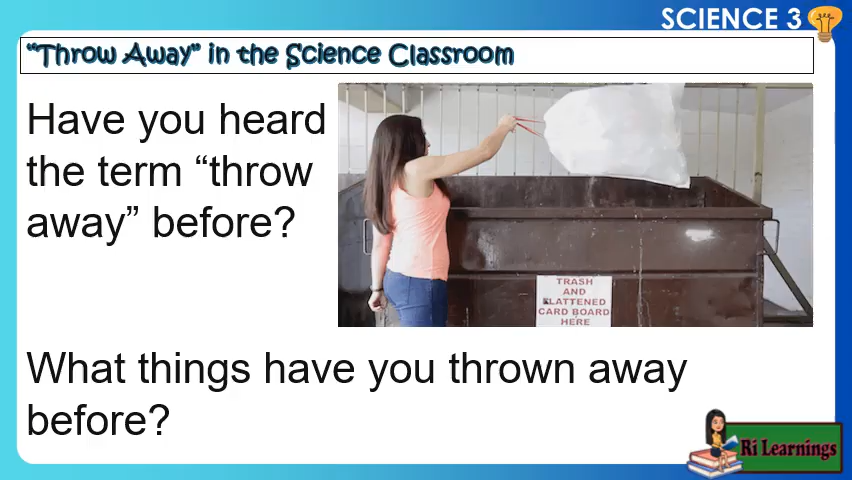 SCIENCE 3
“Throw Away” in the Science Classroom
Have you heard
the term “throw
away” before?
TRASH
AND
FLATTENED
CARD BOARD
HERE
What things have you thrown away
before?
Ri Learnings